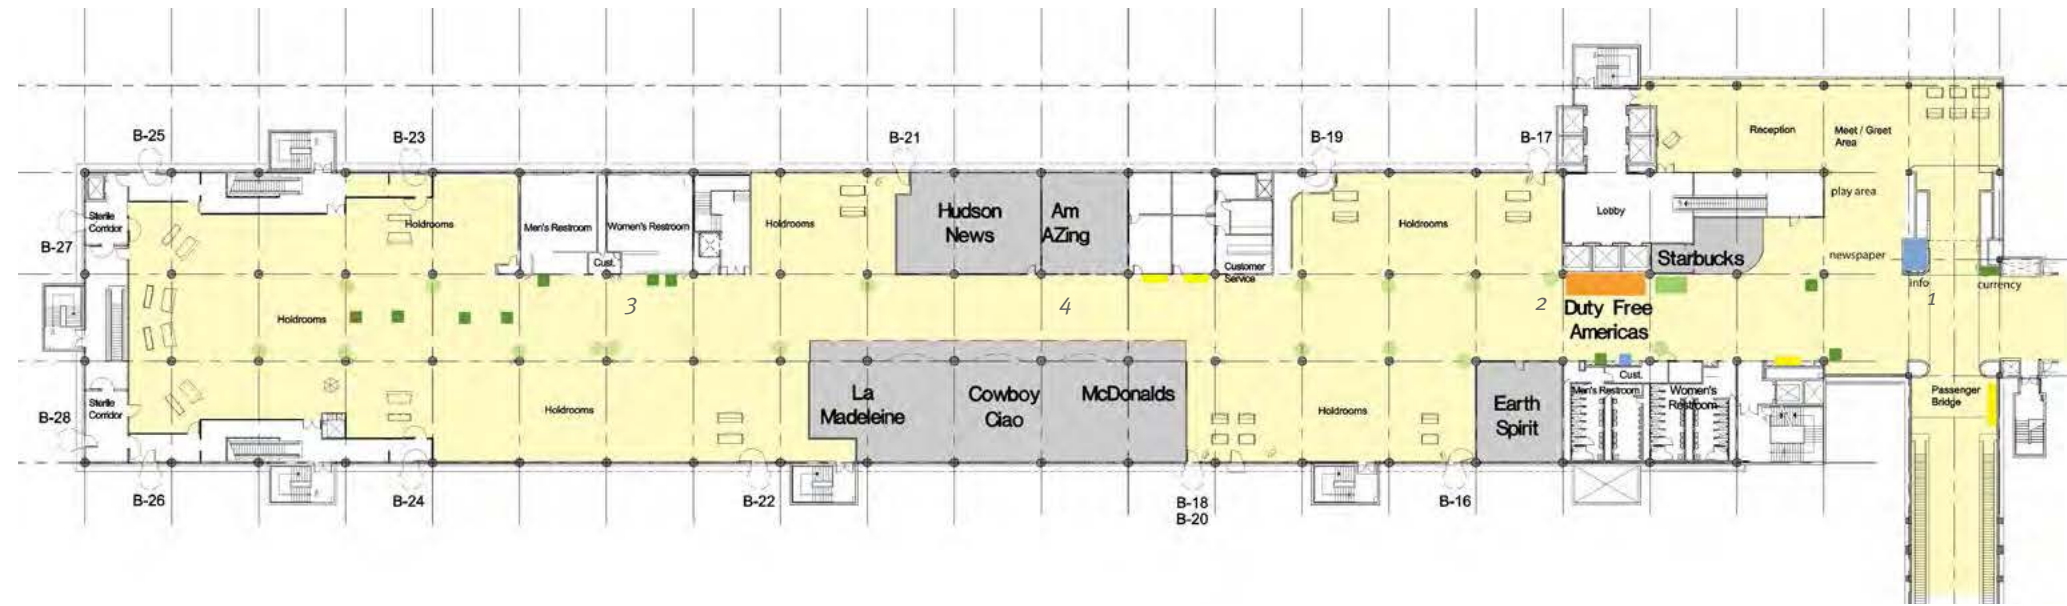 B-25
B-23
B-21
B-19
B-17
Reception
Meet / Greet
Area
play area
newspaper
info
1
currency
Sterile
Corridor
B-27
Holdrooms
Men's Restroom
Women's Restroom
Cust.
Holdrooms
Hudson
News
Am
AZing
Customer
Service
Holdrooms
Lobby
Starbucks
Holdrooms
3
4
2
Duty Free
Americas
B-28
Sterile
Corridor
Holdrooms
La
Madeleine
Cowboy
Ciao
McDonalds
Holdrooms
Earth
Spirit
Cust.
Men's Restroom
Women's
Restroom
Passenger
Bridge
B-26
B-24
B-22
B-18
B-20
B-16